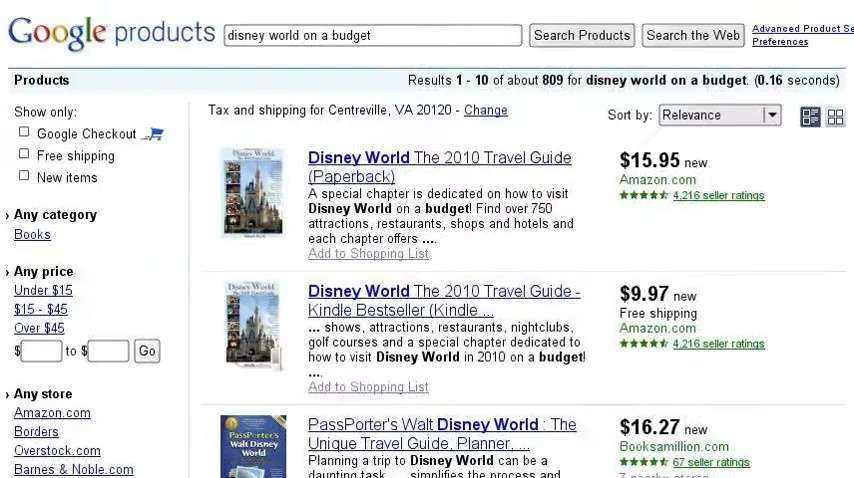 Google products
disney world on a budget
Search Products
Search the Web
Advanced Product Se
Preferences
Products
Results 1 - 10 of about 809 for disney world on a budget. (0.16 seconds)
Show only:
Google Checkout
Free shipping
New items
Any category
Books
Any price
Under $15
$15 - $45
Over $45
$ to $ Go
Any store
Amazon.com
Borders
Overstock.com
Barnes & Noble.com
Tax and shipping for Centreville, VA 20120 - Change
Sort by: Relevance
Disney World The 2010 Travel Guide
(Paperback)
A special chapter is dedicated on how to visit
Disney World on a budget! Find over 750
attractions, restaurants, shops and hotels and
each chapter offers ....
Add to Shopping List
$15.95 new
Amazon.com
4,216 seller ratings
Disney World The 2010 Travel Guide -
Kindle Bestseller (Kindle ...
... shows, attractions, restaurants, nightclubs,
golf courses and a special chapter dedicated to
how to visit Disney World in 2010 on a budget!
....
Add to Shopping List
$9.97 new
Free shipping
Amazon.com
4,216 seller ratings
PassPorter's
Walt Disney
World
PassPorter's Walt Disney World : The
Unique Travel Guide, Planner, ...
Planning a trip to Disney World can be a
daunting task ... simplifies the process and
$16.27 new
Booksamillion.com
67 seller ratings
7 nearby stores